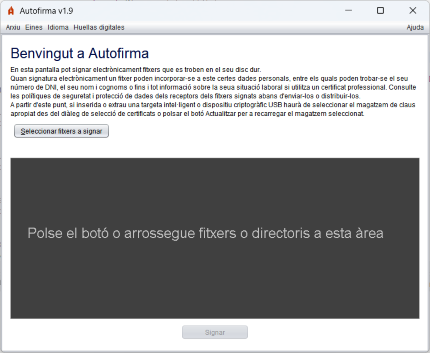 Autofirma v1.9
Arxiu Eines Idioma Huellas digitales Ajuda
Benvingut a Autofirma
En esta pantalla pot signar electrònicament fitxers que es troben en el seu disc dur.
Quan signatura electrònicament un fitxer poden incorporar-se a este certes dades personals, entre els quals poden trobar-se el seu
número de DNI, el seu nom i cognoms o fins i tot informació sobre la seua situació laboral si utilitza un certificat professional. Consulte
les polítiques de seguretat i protecció de dades dels receptors dels fitxers signats abans d'enviar-los o distribuir-los.
A partir d'este punt, si inserida o extrau una targeta intel·ligent o dispositiu criptogràfic USB haurà de seleccionar el magatzem de claus
apropiat des del diàleg de selecció de certificats o polsar el botó Actualitzar per a recarregar el magatzem seleccionat.
Seleccionar fitxers a signar
Polse el botó o arrossegue fitxers o directoris a esta àrea
Signar